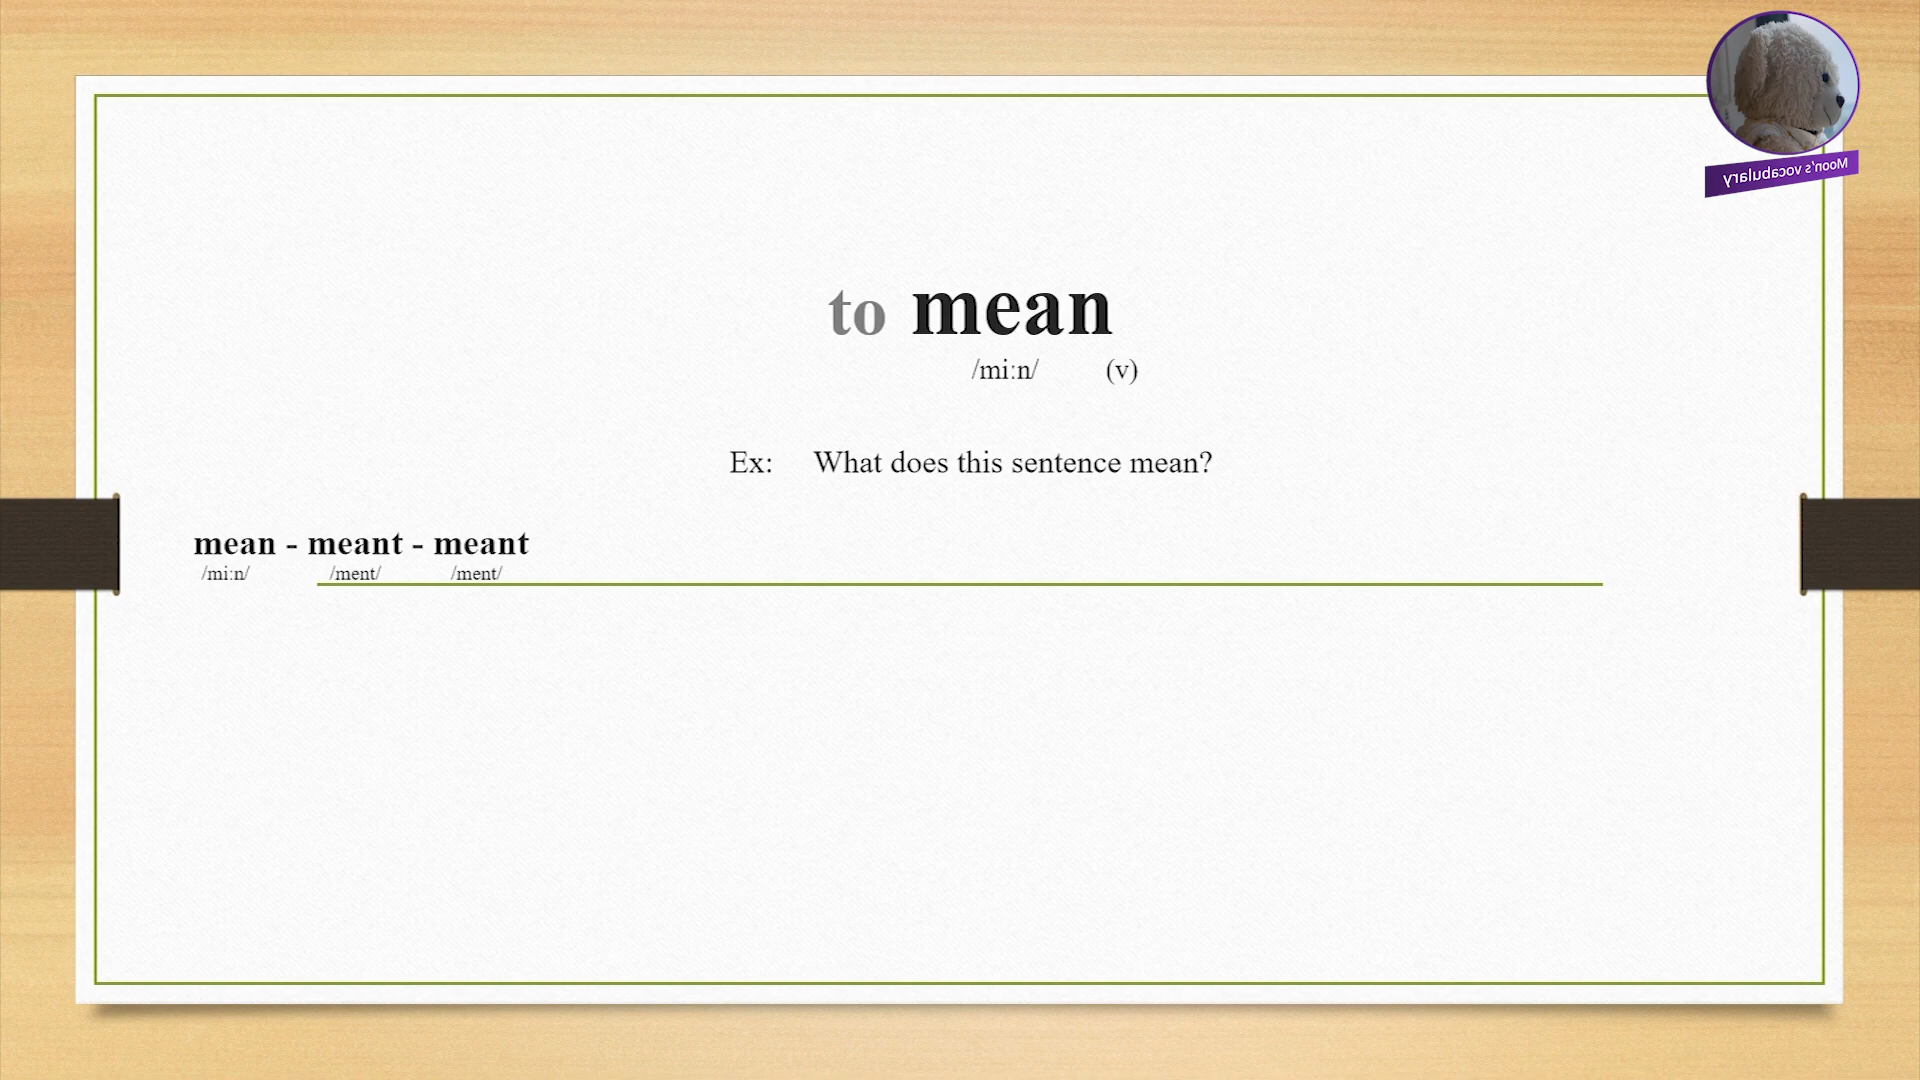 Moon's vocabulary
to mean
/mi:n/ (v)
Ex: What does this sentence mean?
mean - meant - meant
/mi:n/ /ment/ /ment/